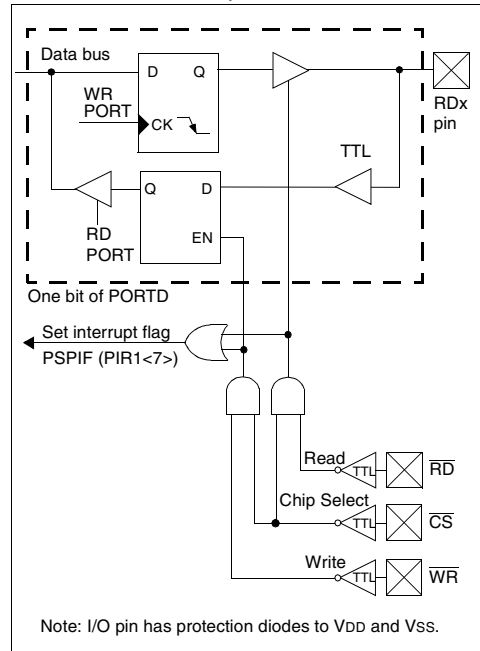 Data bus
D Q
WR
PORT
CK
RDx
pin
TTL
Q D
EN
RD
PORT
One bit of PORTD
Set interrupt flag
PSPIF (PIR1<7>)
Read
TTL
RD
Chip Select
TTL
CS
Write
TTL
WR
Note: I/O pin has protection diodes to VDD and VSS.